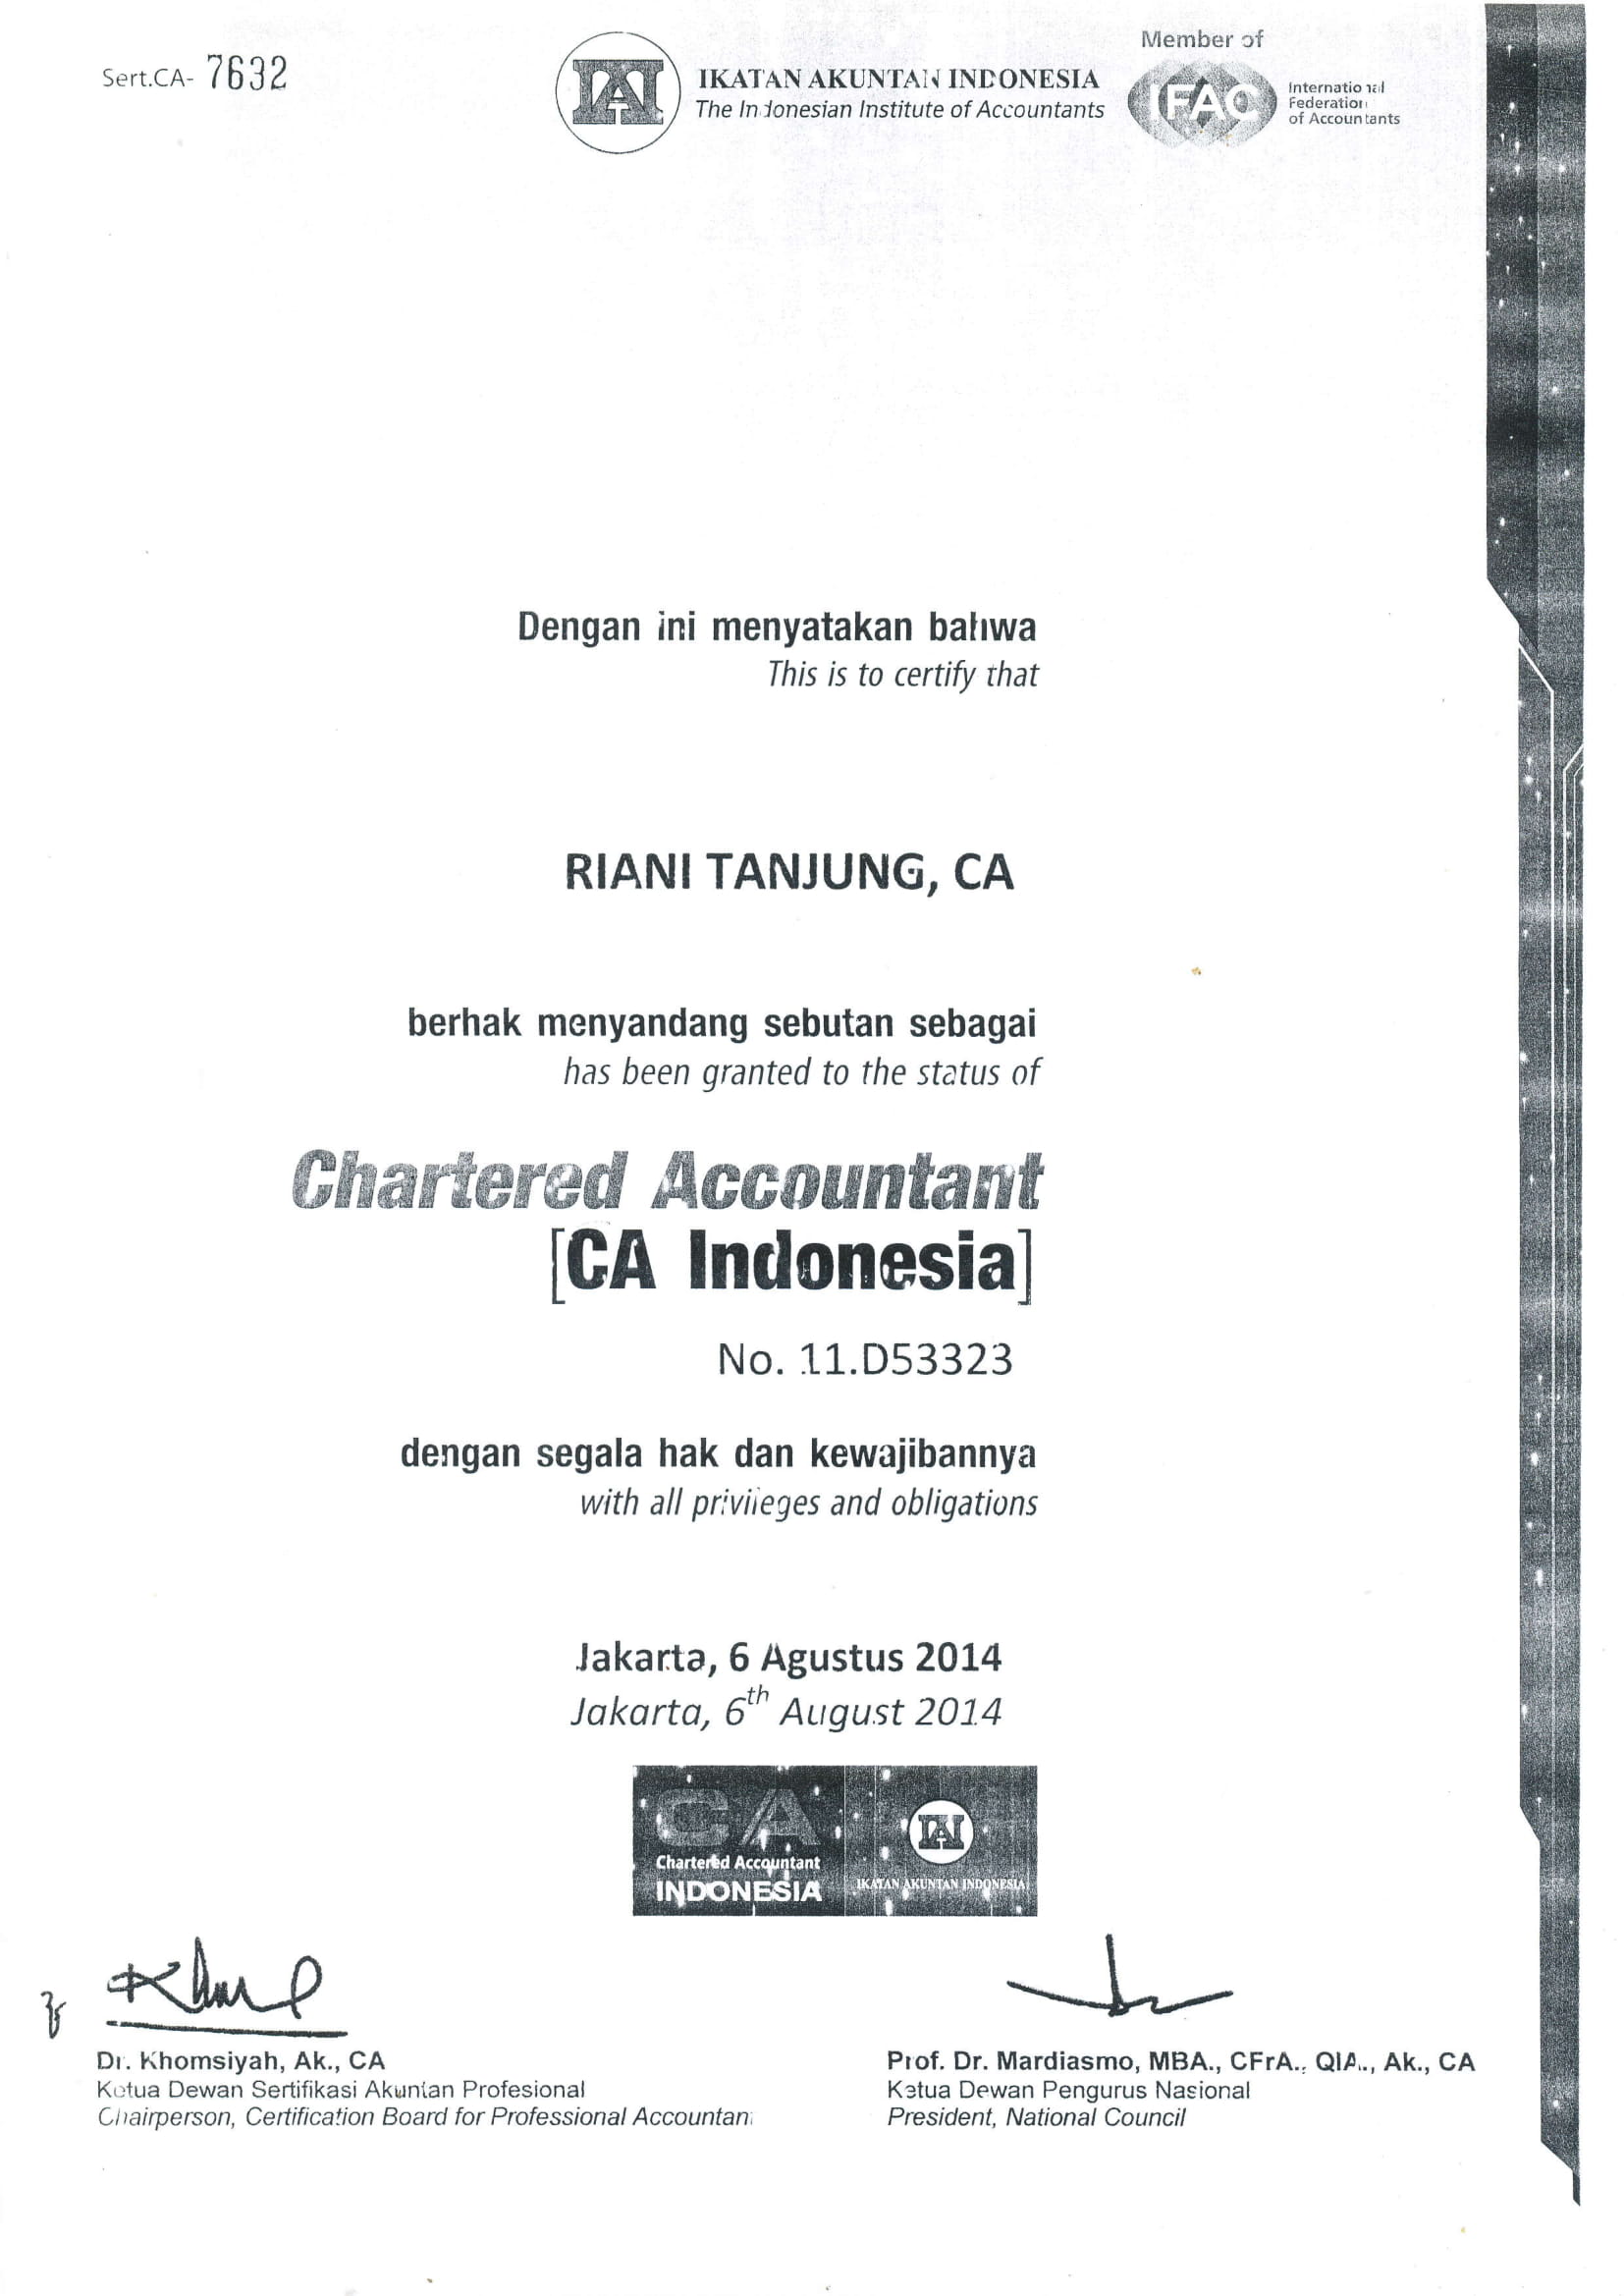 Sert.CA- 7632
IAI
IKATAN AKUNTAN INDONESIA
The Indonesian Institute of Accountants
Member of
IFAC
International
Federation
of Accountants
Dengan ini menyatakan bahwa
This is to certify that
RIANI TANJUNG, CA
berhak menyandang sebutan sebagai
has been granted to the status of
Chartered Accountant
[CA Indonesia]
No. 11.D53323
dengan segala hak dan kewajibannya
with all privileges and obligations
Jakarta, 6 Agustus 2014
Jakarta, 6th August 2014
CA
Chartered Accountant
INDONESIA
IAI
IKATAN AKUNTAN INDONESIA
Dr. Khomsiyah, Ak., CA
Ketua Dewan Sertifikasi Akuntan Profesional
Chairperson, Certification Board for Professional Accountant
Prof. Dr. Mardiasmo, MBA., CFrA., QIA., Ak., CA
Ketua Dewan Pengurus Nasional
President, National Council